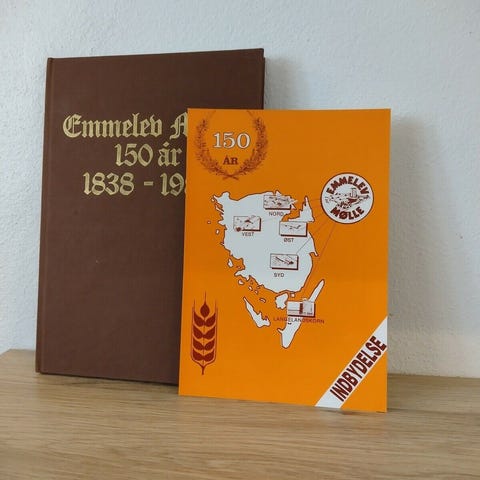 Emmelev
150 år
1838 - 19
150
ÅR
EMMELEV
MØLLE
NORD
VEST
ØST
SYD
LANGELANDSKORN
INDBYDELSE